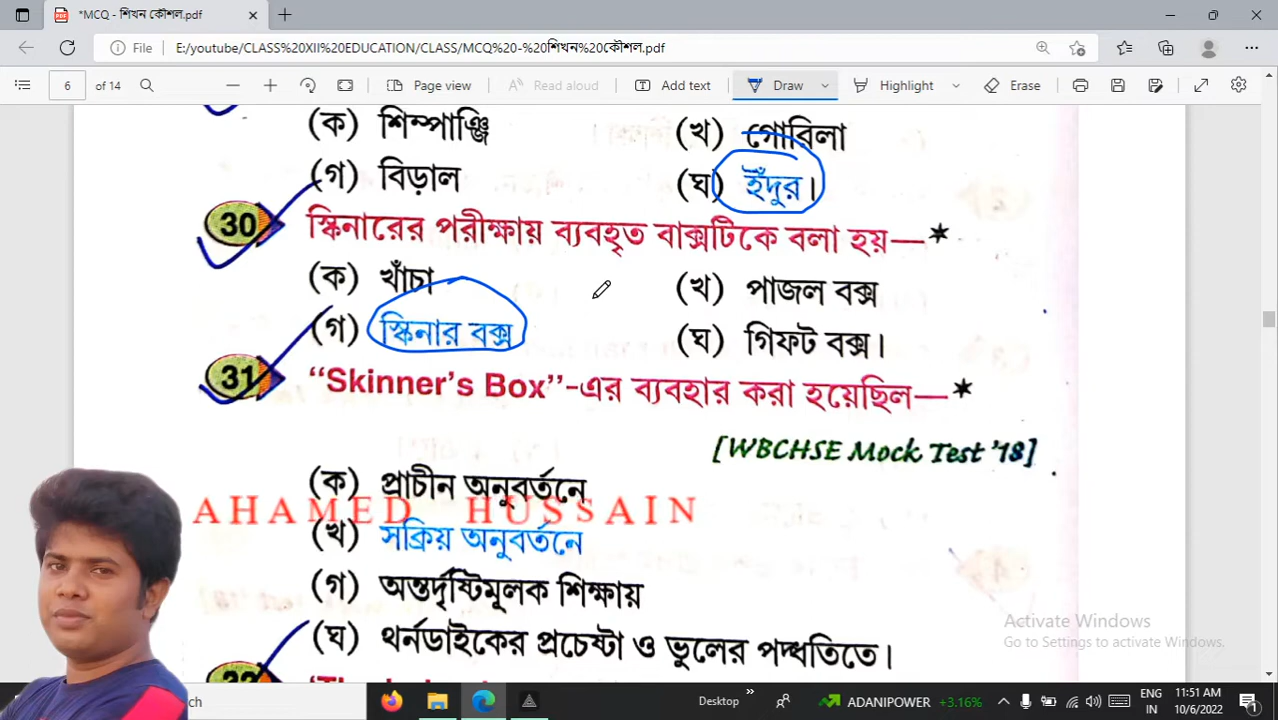 *MCQ - শিখন কৌশল.pdf
File E:/youtube/CLASS%20XII%20EDUCATION/CLASS/MCQ%20-%20শিখন%20কৌশল.pdf
6 of 14 Page view Read aloud Add text Draw Highlight Erase
(ক) শিম্পাঞ্জি (খ) গোরিলা
(গ) বিড়াল (ঘ) ইঁদুর।
30 স্কিনারের পরীক্ষায় ব্যবহৃত বাক্সটিকে বলা হয়—*
(ক) খাঁচা (খ) পাজল বক্স
(গ) স্কিনার বক্স (ঘ) গিফট বক্স।
31 “Skinner's Box”-এর ব্যবহার করা হয়েছিল—*
[WBCHSE Mock Test '18]
(ক) প্রাচীন অনুবর্তনে
AHAMED HUSSAIN
(খ) সক্রিয় অনুবর্তনে
(গ) অন্তর্দৃষ্টিমূলক শিক্ষায়
(ঘ) থর্নডাইকের প্রচেষ্টা ও ভুলের পদ্ধতিতে।
Activate Windows
Go to Settings to activate Windows.
Desktop ADANIPOWER +3.16% ENG IN 11:51 AM 10/6/2022